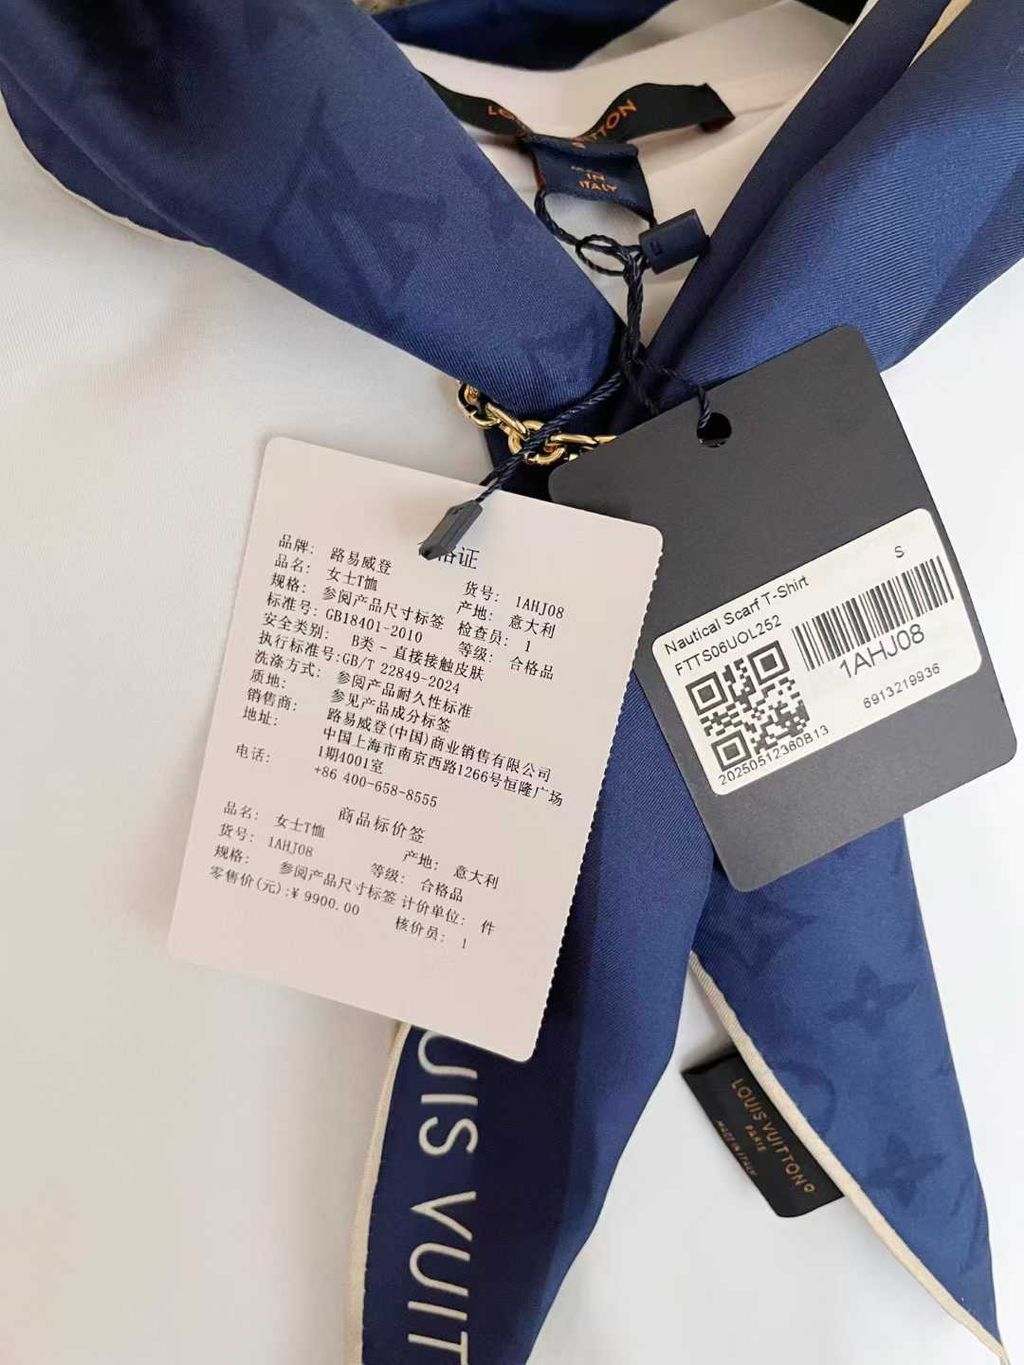 LOUIS VUITTON
MADE IN ITALY
格证
品牌: 路易威登
品名: 女士T恤 货号: 1AHJ08
规格: 参阅产品尺寸标签 产地: 意大利
标准号: GB18401-2010 检查员: 1
安全类别: B类 - 直接接触皮肤 等级: 合格品
执行标准号:GB/T 22849-2024
洗涤方式: 参阅产品耐久性标准
质地: 参见产品成分标签
销售商: 路易威登(中国)商业销售有限公司
地址: 中国上海市南京西路1266号恒隆广场
1期4001室
电话: +86 400-658-8555
商品标价签
品名: 女士T恤
货号: 1AHJ08 产地: 意大利
规格: 参阅产品尺寸标签 等级: 合格品
零售价(元):¥ 9900.00 计价单位: 件
核价员: 1
S
Nautical Scarf T-Shirt
FTTS06UOL252
1AHJ08
6913219936
20250512360B13
LOUIS VUITTON
PARIS
MADE IN ITALY
OUIS VUIT